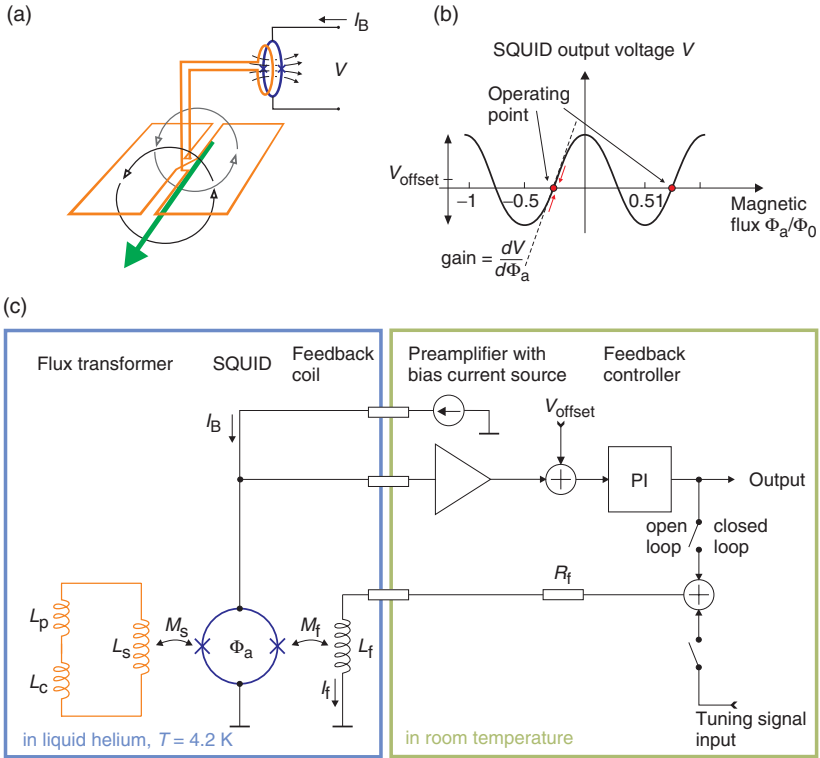 (a)
I_B
V
(b)
SQUID output voltage V
Operating
point
V_offset
−1
−0.5
0.51
Magnetic
flux Φ_a/Φ_0
gain = dV/dΦ_a
(c)
Flux transformer
SQUID
Feedback
coil
Preamplifier with
bias current source
Feedback
controller
I_B
V_offset
PI
Output
open
loop
closed
loop
R_f
L_p
L_c
L_s
M_s
Φ_a
M_f
L_f
I_f
Tuning signal
input
in liquid helium, T = 4.2 K
in room temperature